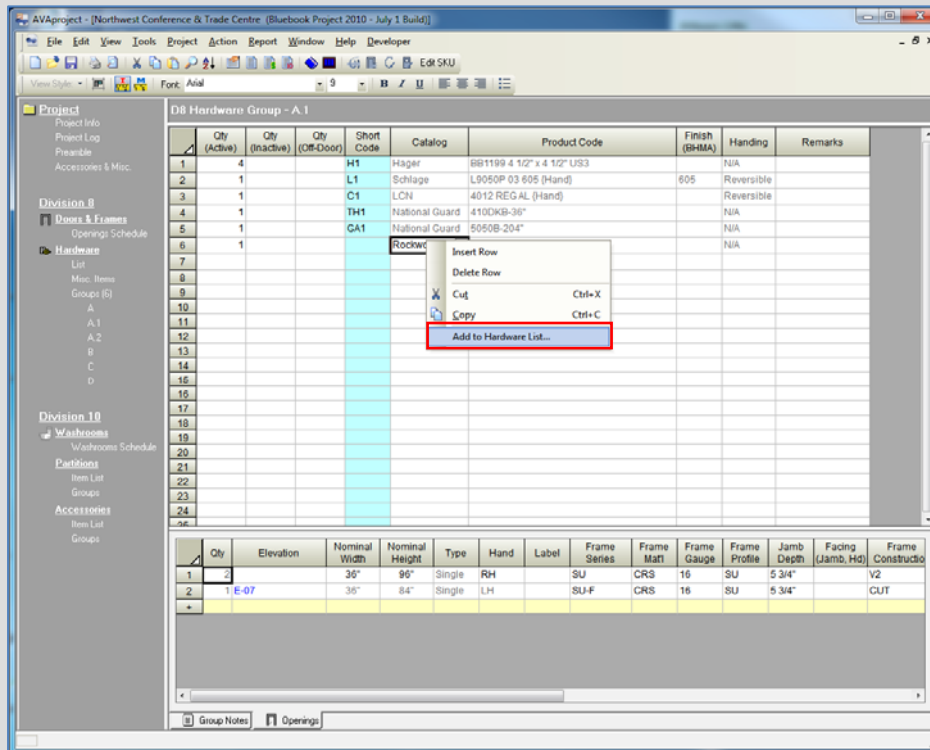 AVAproject - [Northwest Conference & Trade Centre (Bluebook Project 2010 - July 1 Build)]
File Edit View Tools Project Action Report Window Help Developer
Edit SKU
View Style Font: Arial 9 B I U
Project
Project Info
Project Log
Preamble
Accessories & Misc.
Division 8
Doors & Frames
Openings Schedule
Hardware
List
Misc. Items
Groups (6)
A
A.1
A.2
B
C
D
Division 10
Washrooms
Washrooms Schedule
Partitions
Item List
Groups
Accessories
Item List
Groups
D8 Hardware Group - A.1
Qty (Active) Qty (Inactive) Qty (Off-Door) Short Code Catalog Product Code Finish (BHMA) Handing Remarks
1 4 H1 Hager BB1199 4 1/2" x 4 1/2" US3 N/A
2 1 L1 Schlage L9050P 03 605 (Hand) 605 Reversible
3 1 C1 LCN 4012 REGAL (Hand) Reversible
4 1 TH1 National Guard 410DKB-36" N/A
5 1 GA1 National Guard 5050B-204" N/A
6 1 N/A
7
8
9
10
11
12
13
14
15
16
17
18
19
20
21
22
23
24
25
Insert Row
Delete Row
Cut Ctrl+X
Copy Ctrl+C
Add to Hardware List...
Qty Elevation Nominal Width Nominal Height Type Hand Label Frame Series Frame Mat'l Frame Gauge Frame Profile Jamb Depth Facing (Jamb, Hd) Frame Constructio
1 2 36" 96" Single RH SU CRS 16 SU 5 3/4" V2
2 1 E-07 36" 84" Single LH SU-F CRS 16 SU 5 3/4" CUT
+
Group Notes Openings